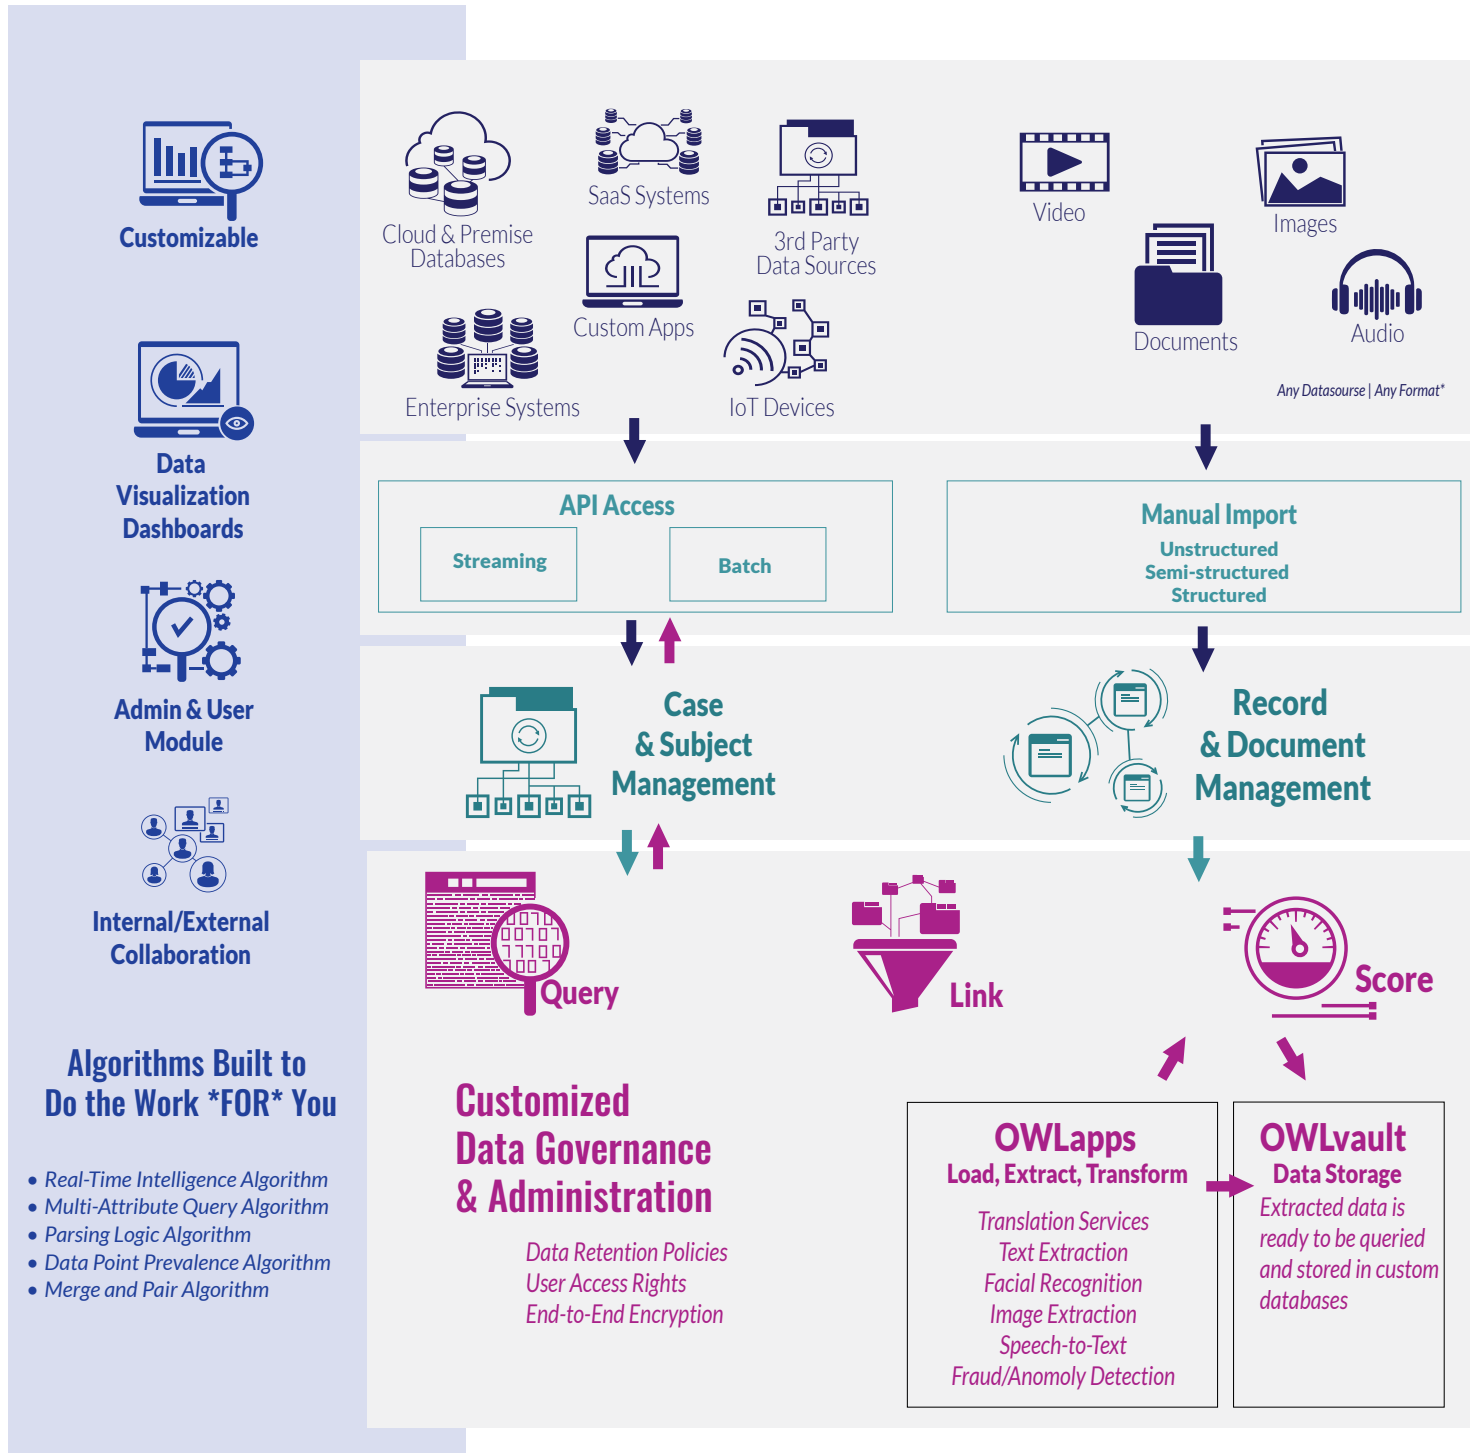 Customizable
Data
Visualization
Dashboards
Admin & User
Module
Internal/External
Collaboration
Algorithms Built to
Do the Work *FOR* You
• Real-Time Intelligence Algorithm
• Multi-Attribute Query Algorithm
• Parsing Logic Algorithm
• Data Point Prevalence Algorithm
• Merge and Pair Algorithm
Cloud & Premise
Databases
SaaS Systems
3rd Party
Data Sources
Custom Apps
Enterprise Systems
IoT Devices
Video
Images
Documents
Audio
Any Datasourse | Any Format*
API Access
Streaming
Batch
Manual Import
Unstructured
Semi-structured
Structured
Case
& Subject
Management
Record
& Document
Management
Query
Link
Score
Customized
Data Governance
& Administration
Data Retention Policies
User Access Rights
End-to-End Encryption
OWLapps
Load, Extract, Transform
Translation Services
Text Extraction
Facial Recognition
Image Extraction
Speech-to-Text
Fraud/Anomoly Detection
OWLvault
Data Storage
Extracted data is
ready to be queried
and stored in custom
databases